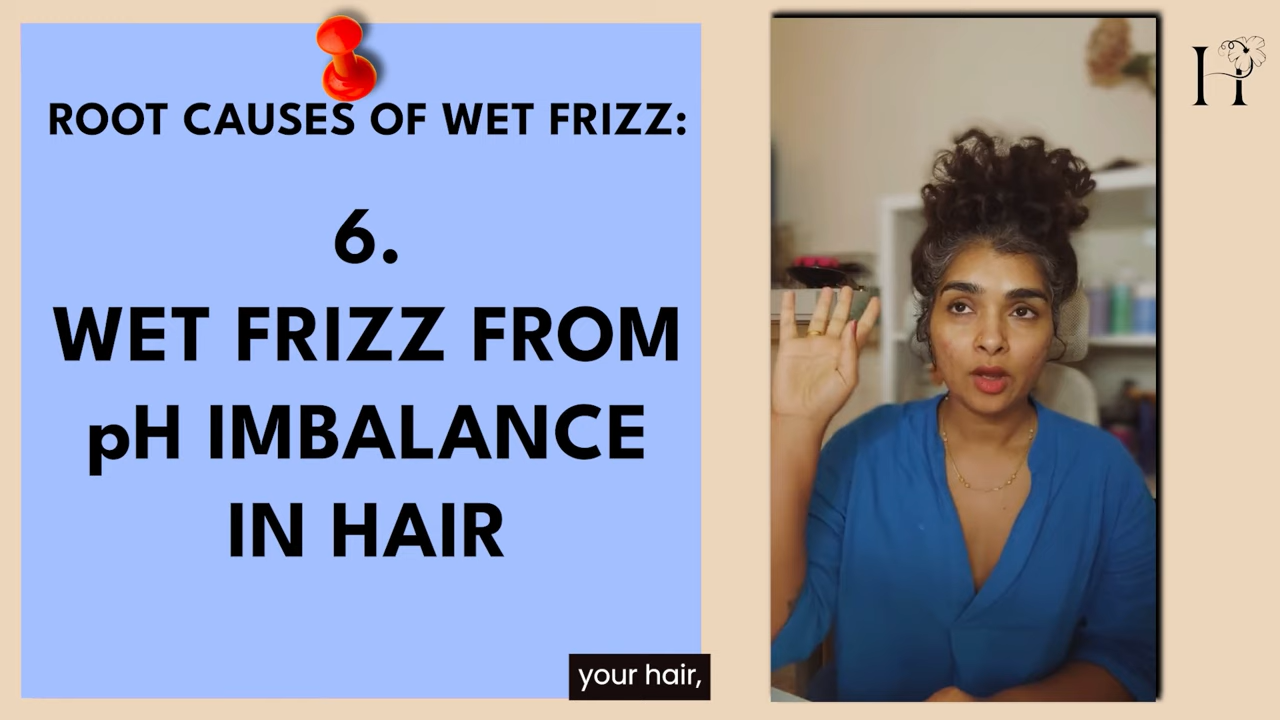 ROOT CAUSES OF WET FRIZZ:
6.
WET FRIZZ FROM
pH IMBALANCE
IN HAIR
your hair,
H